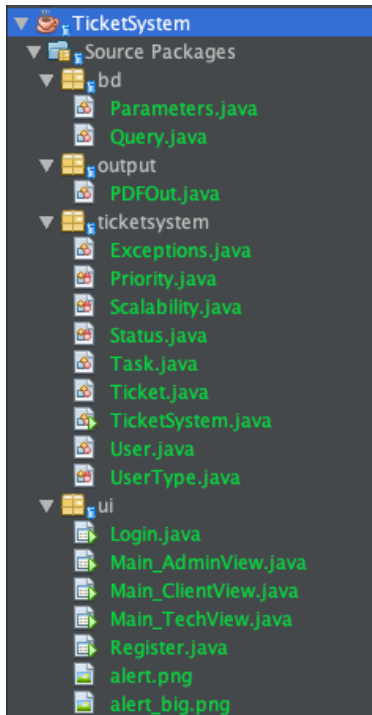 TicketSystem
Source Packages
bd
Parameters.java
Query.java
output
PDFOut.java
ticketsystem
Exceptions.java
Priority.java
Scalability.java
Status.java
Task.java
Ticket.java
TicketSystem.java
User.java
UserType.java
ui
Login.java
Main_AdminView.java
Main_ClientView.java
Main_TechView.java
Register.java
alert.png
alert_big.png